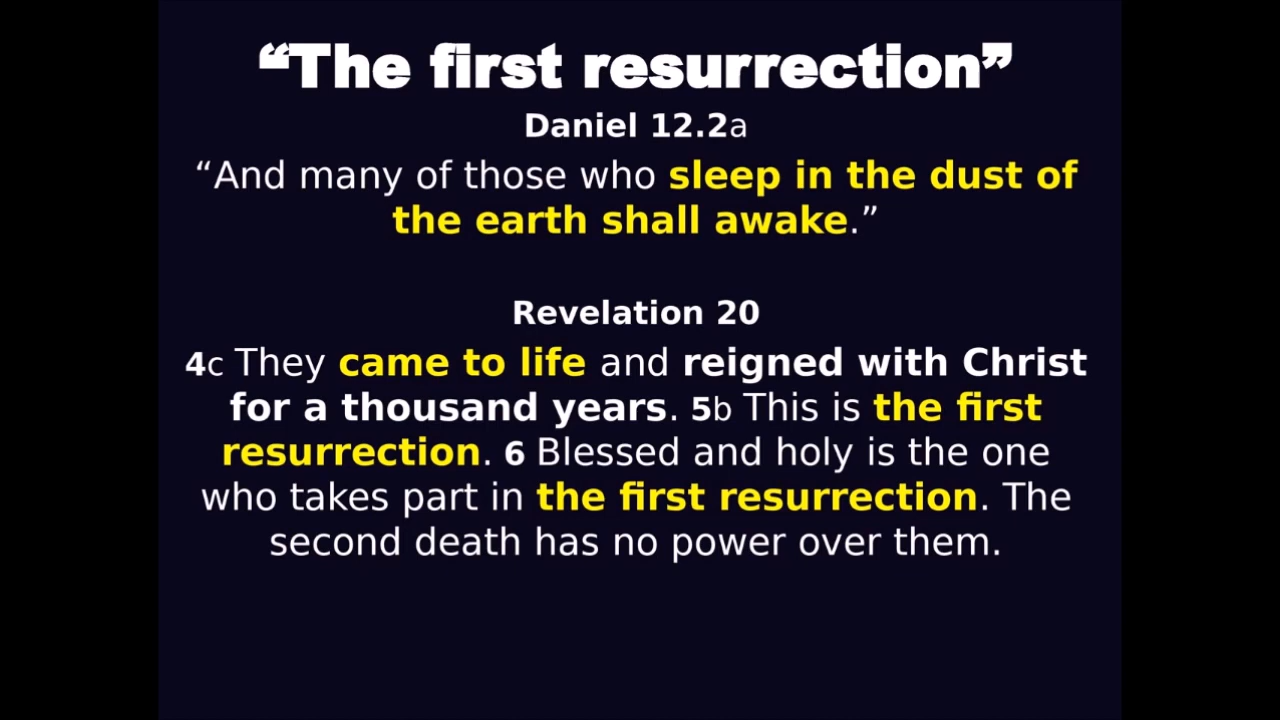 “The first resurrection”
Daniel 12.2a
“And many of those who sleep in the dust of
the earth shall awake.”
Revelation 20
4c They came to life and reigned with Christ
for a thousand years. 5b This is the first
resurrection. 6 Blessed and holy is the one
who takes part in the first resurrection. The
second death has no power over them.